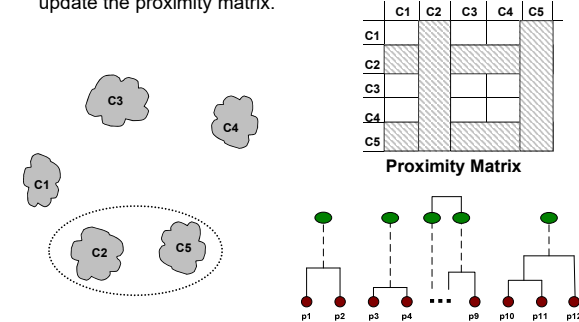 update the proximity matrix.
C1 C2 C3 C4 C5
C1
C2
C3
C4
C5
Proximity Matrix
C3
C4
C1
C2
C5
...
p1 p2 p3 p4 p9 p10 p11 p12